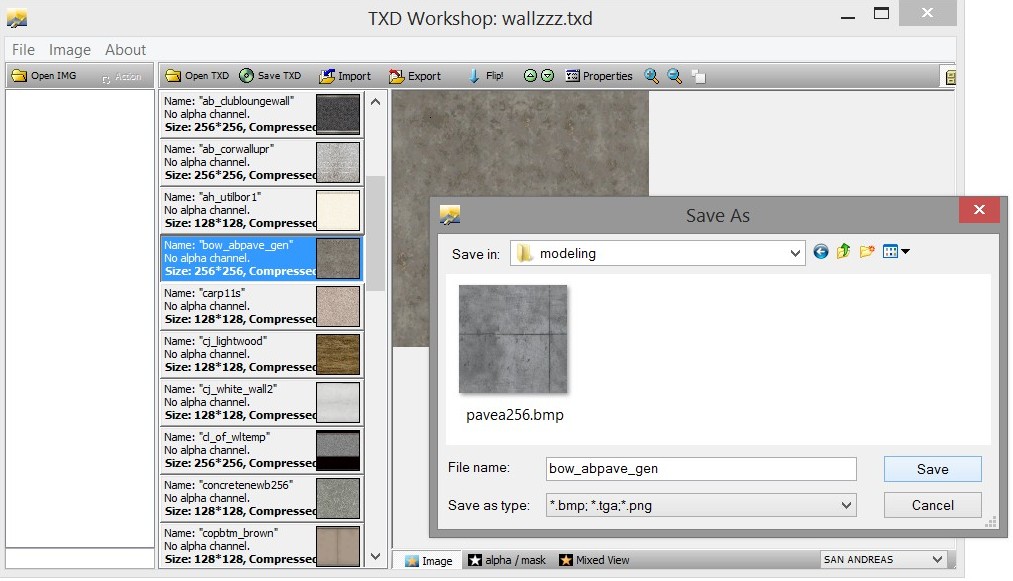 TXD Workshop: wallzzz.txd
File Image About
Open IMG Action Open TXD Save TXD Import Export Flip! Properties
Name: "ab_clubloungewall"
No alpha channel.
Size: 256*256, Compressed
Name: "ab_corwallupr"
No alpha channel.
Size: 256*256, Compressed
Name: "ah_utilbor1"
No alpha channel.
Size: 128*128, Compressed
Name: "bow_abpave_gen"
No alpha channel.
Size: 256*256, Compressed
Name: "carp11s"
No alpha channel.
Size: 128*128, Compressed
Name: "cj_lightwood"
No alpha channel.
Size: 128*128, Compressed
Name: "cj_white_wall2"
No alpha channel.
Size: 128*128, Compressed
Name: "cl_of_wltemp"
No alpha channel.
Size: 256*256, Compressed
Name: "concretenewb256"
No alpha channel.
Size: 128*128, Compressed
Name: "copbtm_brown"
No alpha channel.
Size: 128*128, Compressed
Save As
Save in: modeling
pavea256.bmp
File name: bow_abpave_gen Save
Save as type: *.bmp; *.tga;*.png Cancel
Image alpha / mask Mixed View SAN ANDREAS